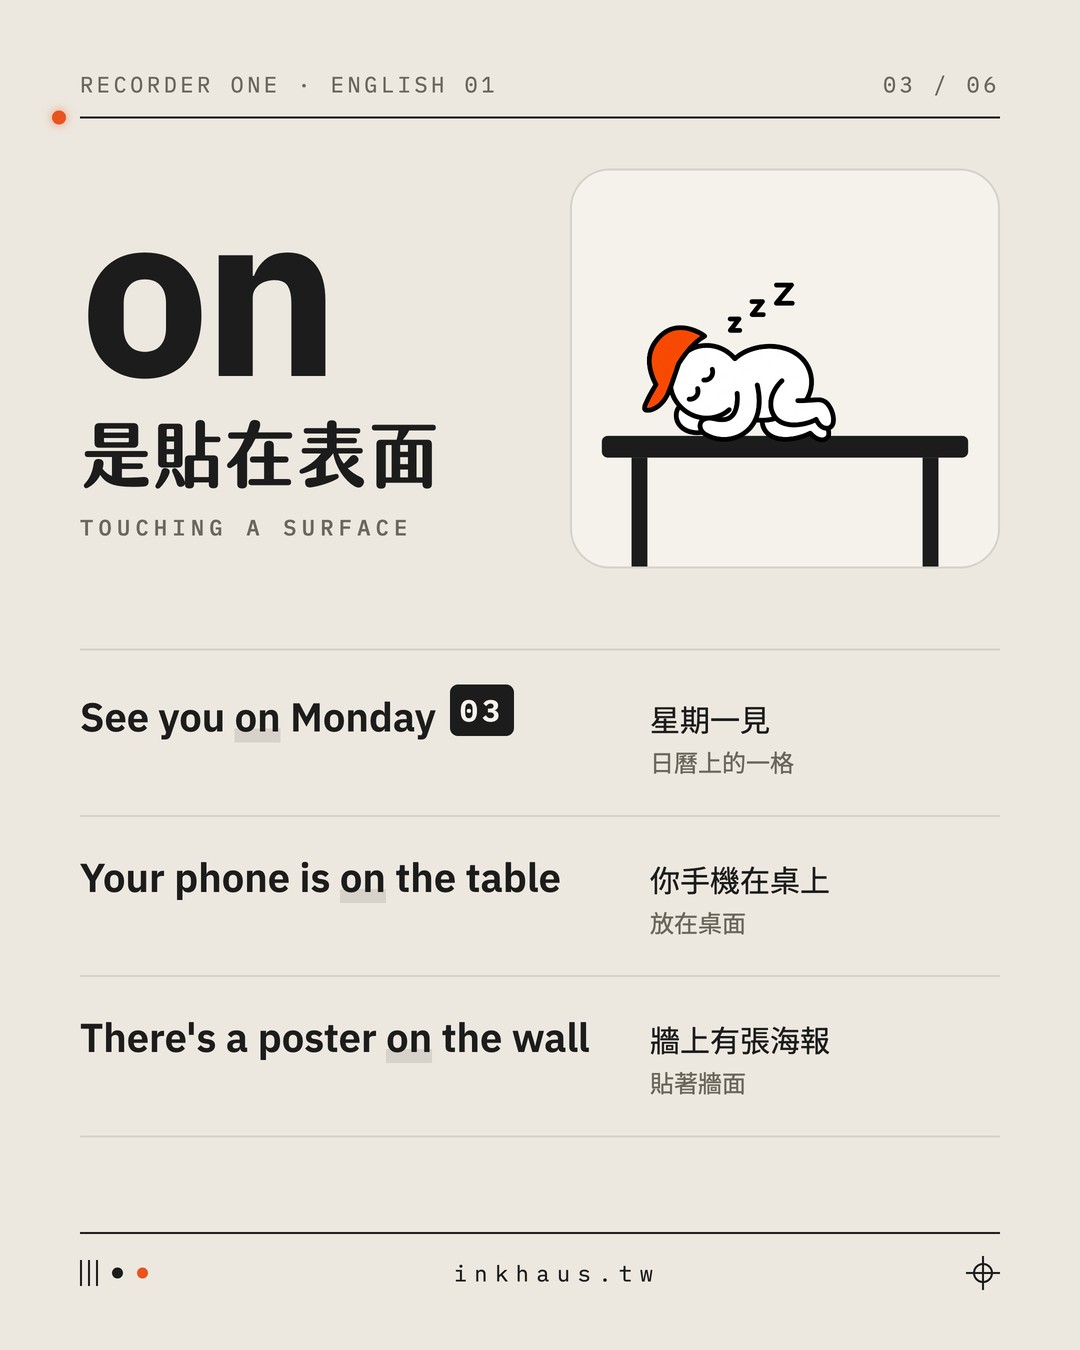 RECORDER ONE · ENGLISH 01
03 / 06
on
是貼在表面
TOUCHING A SURFACE
z z z
See you on Monday 03
星期一見
日曆上的一格
Your phone is on the table
你手機在桌上
放在桌面
There's a poster on the wall
牆上有張海報
貼著牆面
inkhaus.tw